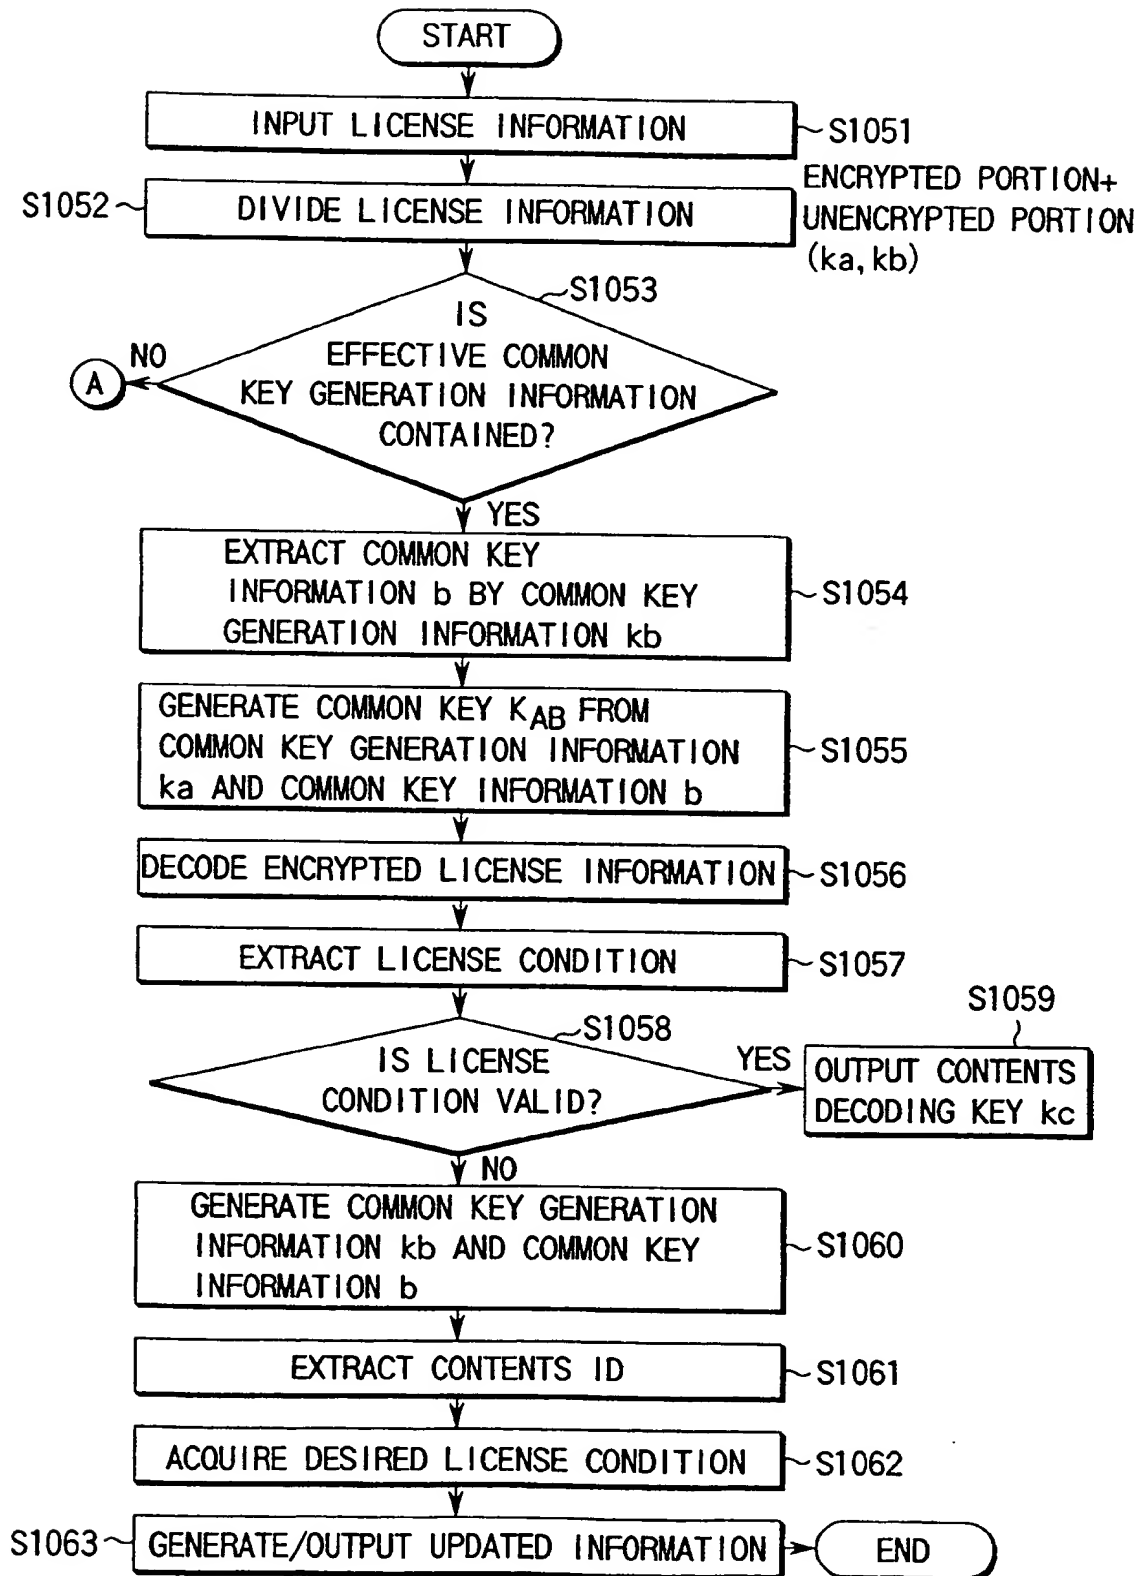 START
INPUT LICENSE INFORMATION
S1051
S1052
DIVIDE LICENSE INFORMATION
ENCRYPTED PORTION+
UNENCRYPTED PORTION
(ka, kb)
S1053
IS
EFFECTIVE COMMON
KEY GENERATION INFORMATION
CONTAINED?
NO
A
YES
EXTRACT COMMON KEY
INFORMATION b BY COMMON KEY
GENERATION INFORMATION kb
S1054
GENERATE COMMON KEY KAB FROM
COMMON KEY GENERATION INFORMATION
ka AND COMMON KEY INFORMATION b
S1055
DECODE ENCRYPTED LICENSE INFORMATION
S1056
EXTRACT LICENSE CONDITION
S1057
S1058
IS LICENSE
CONDITION VALID?
YES
S1059
OUTPUT CONTENTS
DECODING KEY kc
NO
GENERATE COMMON KEY GENERATION
INFORMATION kb AND COMMON KEY
INFORMATION b
S1060
EXTRACT CONTENTS ID
S1061
ACQUIRE DESIRED LICENSE CONDITION
S1062
S1063
GENERATE/OUTPUT UPDATED INFORMATION
END